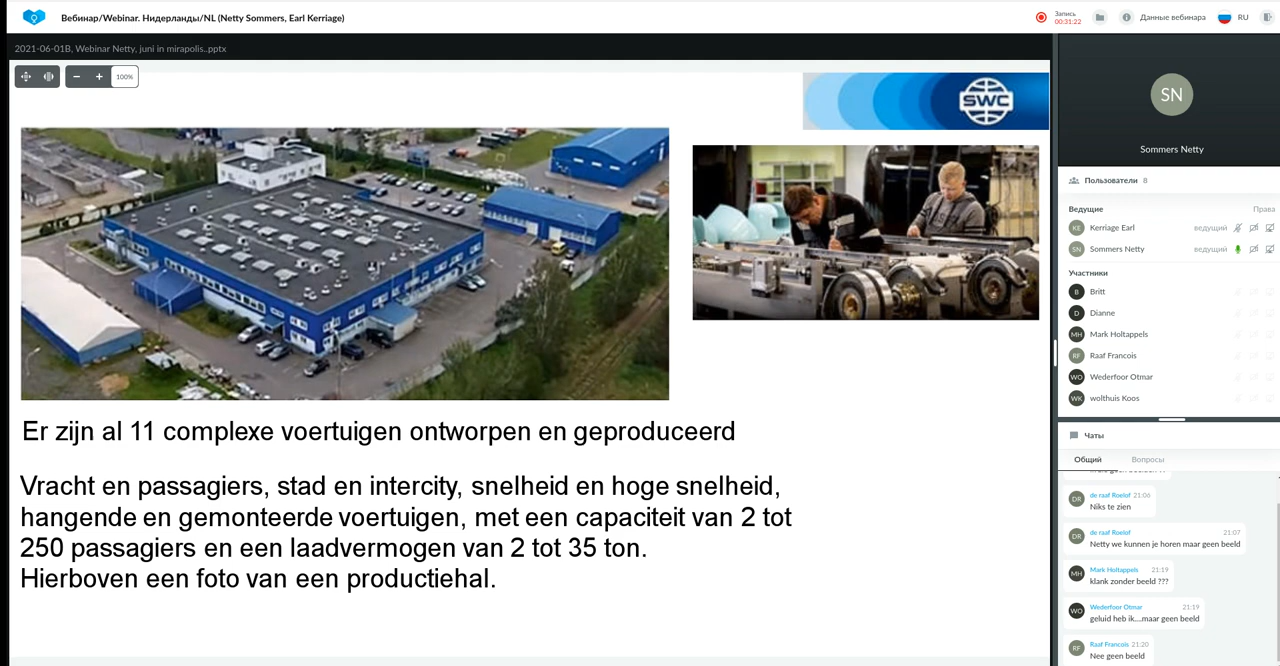 Вебинар/Webinar. Нидерланды/NL (Netty Sommers, Earl Kerriage)
Запись
00:31:22
Данные вебинара
RU
2021-06-01B, Webinar Netty, juni in mirapolis..pptx
100%
SWC
Er zijn al 11 complexe voertuigen ontworpen en geproduceerd
Vracht en passagiers, stad en intercity, snelheid en hoge snelheid,
hangende en gemonteerde voertuigen, met een capaciteit van 2 tot
250 passagiers en een laadvermogen van 2 tot 35 ton.
Hierboven een foto van een productiehal.
SN
Sommers Netty
Пользователи 8
Ведущие Права
KE Kerriage Earl ведущий
SN Sommers Netty ведущий
Участники
B Britt
D Dianne
MH Mark Holtappels
RF Raaf Francois
WO Wederfoor Otmar
WK wolthuis Koos
Чаты
Общий Вопросы
DR de raaf Roelof 21:06
Niks te zien
DR de raaf Roelof 21:07
Netty we kunnen je horen maar geen beeld
MH Mark Holtappels 21:19
klank zonder beeld ???
WO Wederfoor Otmar 21:19
geluid heb ik....maar geen beeld
RF Raaf Francois 21:20
Nee geen beeld